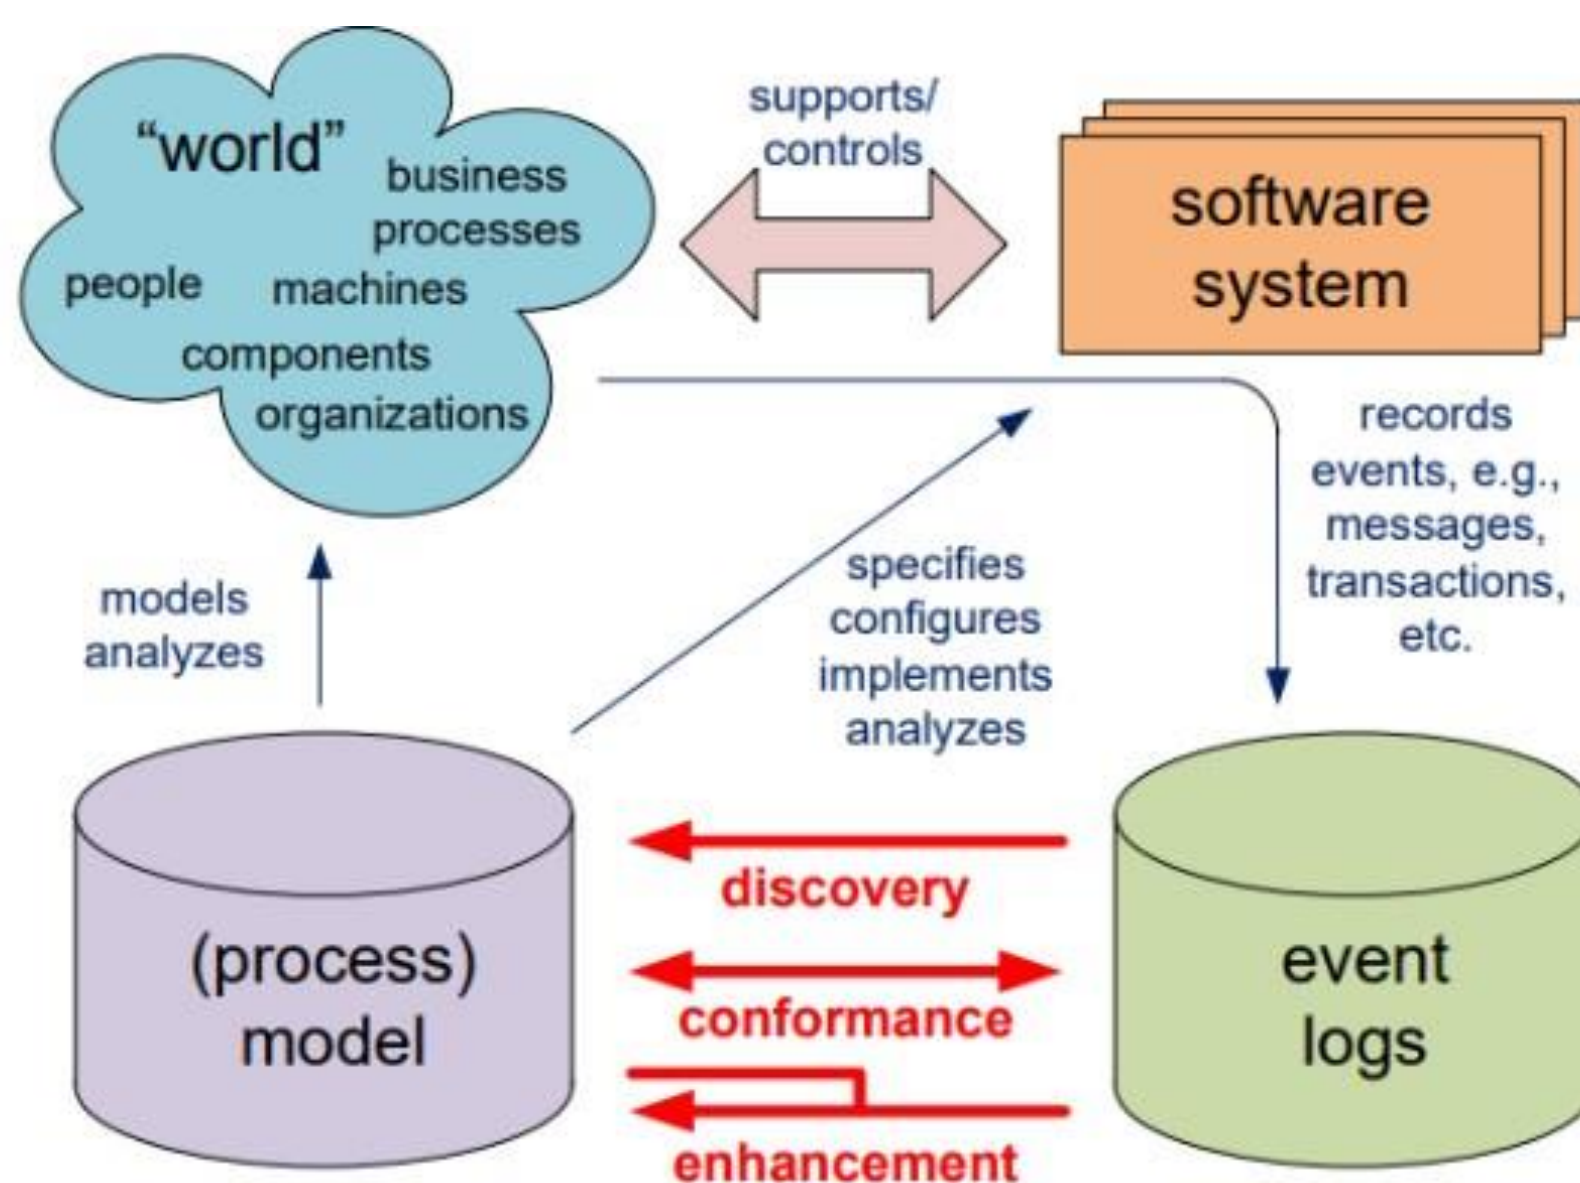 “world”
business
processes
people
machines
components
organizations
supports/
controls
software
system
records
events, e.g.,
messages,
transactions,
etc.
models
analyzes
specifies
configures
implements
analyzes
discovery
conformance
enhancement
(process)
model
event
logs